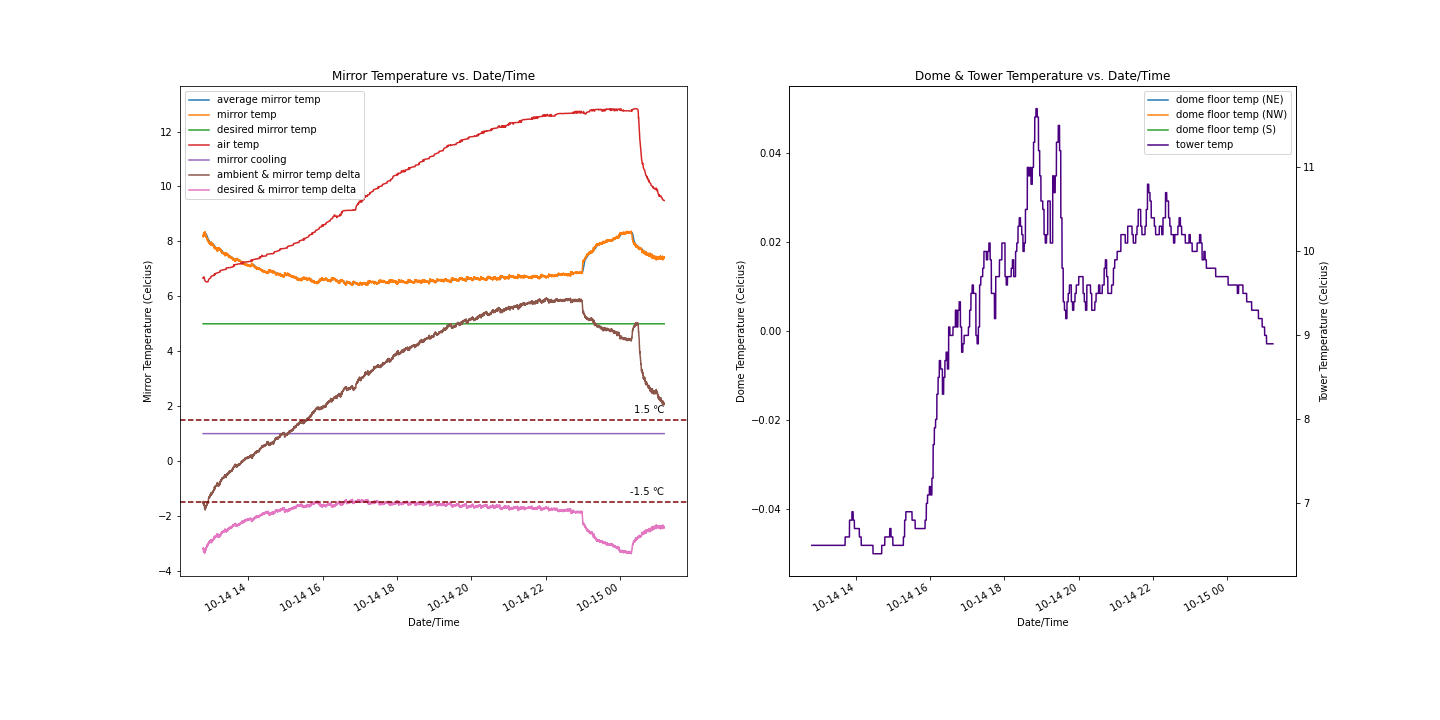 Mirror Temperature vs. Date/Time
average mirror temp
mirror temp
desired mirror temp
air temp
mirror cooling
ambient & mirror temp delta
desired & mirror temp delta
12
10
8
6
4
2
0
−2
−4
Mirror Temperature (Celcius)
1.5 °C
-1.5 °C
10-14 14
10-14 16
10-14 18
10-14 20
10-14 22
10-15 00
Date/Time
Dome & Tower Temperature vs. Date/Time
dome floor temp (NE)
dome floor temp (NW)
dome floor temp (S)
tower temp
0.04
0.02
0.00
−0.02
−0.04
Dome Temperature (Celcius)
11
10
9
8
7
Tower Temperature (Celcius)
10-14 14
10-14 16
10-14 18
10-14 20
10-14 22
10-15 00
Date/Time